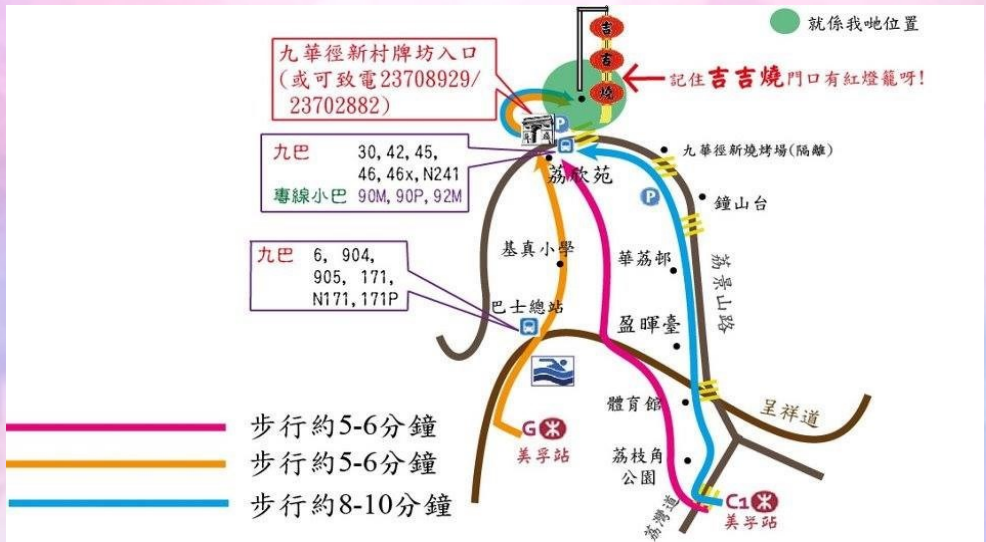 吉
吉
燒
就係我哋位置
九華徑新村牌坊入口
(或可致電23708929/
23702882)
記住吉吉燒門口有紅燈籠呀!
P
九巴 30, 42, 45,
46, 46x, N241
專線小巴 90M, 90P, 92M
荔欣苑
九華徑新燒烤場(隔離)
P
鐘山台
九巴 6, 904,
905, 171,
N171, 171P
基真小學
華荔邨
荔景山路
巴士總站
盈暉臺
體育館
呈祥道
步行約5-6分鐘
G
美孚站
步行約5-6分鐘
荔枝角
公園
步行約8-10分鐘
荔灣道
C1
美孚站